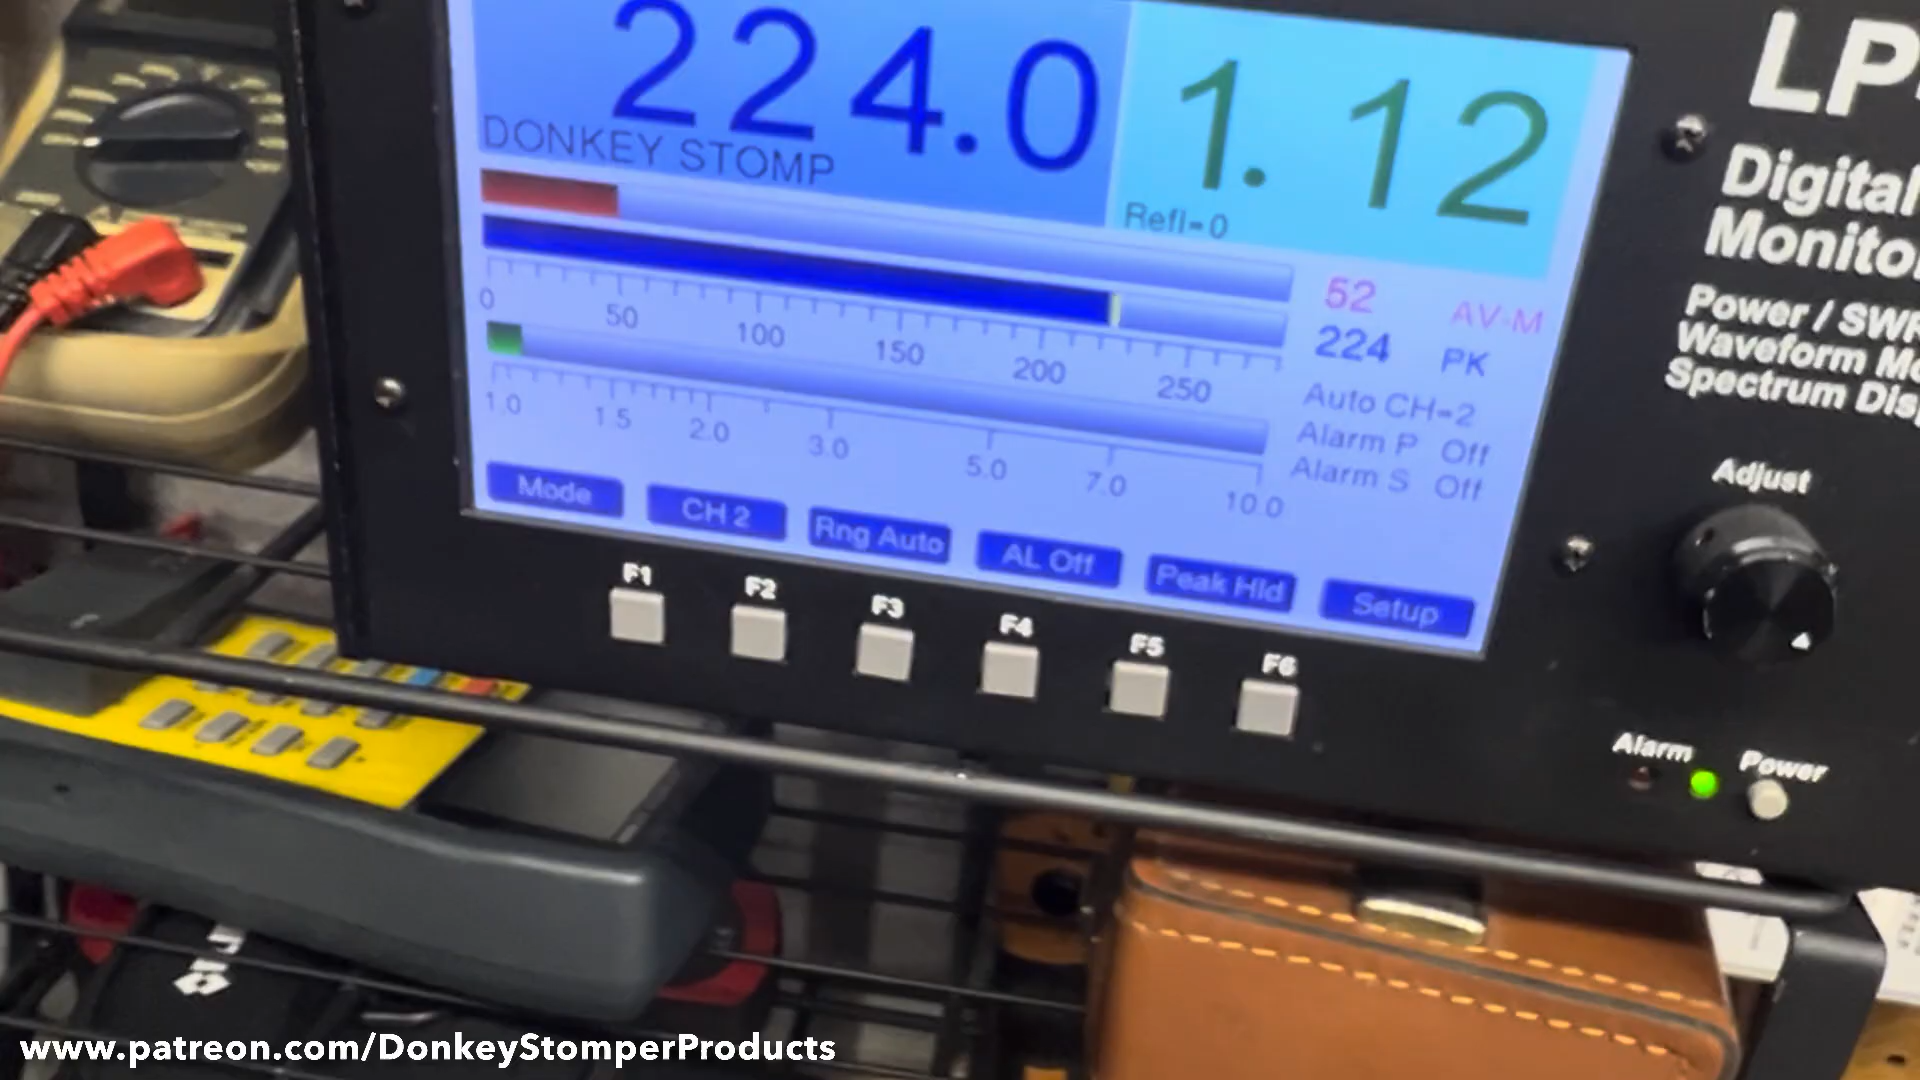 224.0
1.12
DONKEY STOMP
Refl-0
52 AV-M
224 PK
0 50 100 150 200 250
Auto CH-2
Alarm P Off
Alarm S Off
1.0 1.5 2.0 3.0 5.0 7.0 10.0
Mode
CH 2
Rng Auto
AL Off
Peak Hld
Setup
F1 F2 F3 F4 F5 F6
LP
Digital
Monito
Power / SWR
Waveform Mo
Spectrum Disp
Adjust
Alarm
Power
www.patreon.com/DonkeyStomperProducts